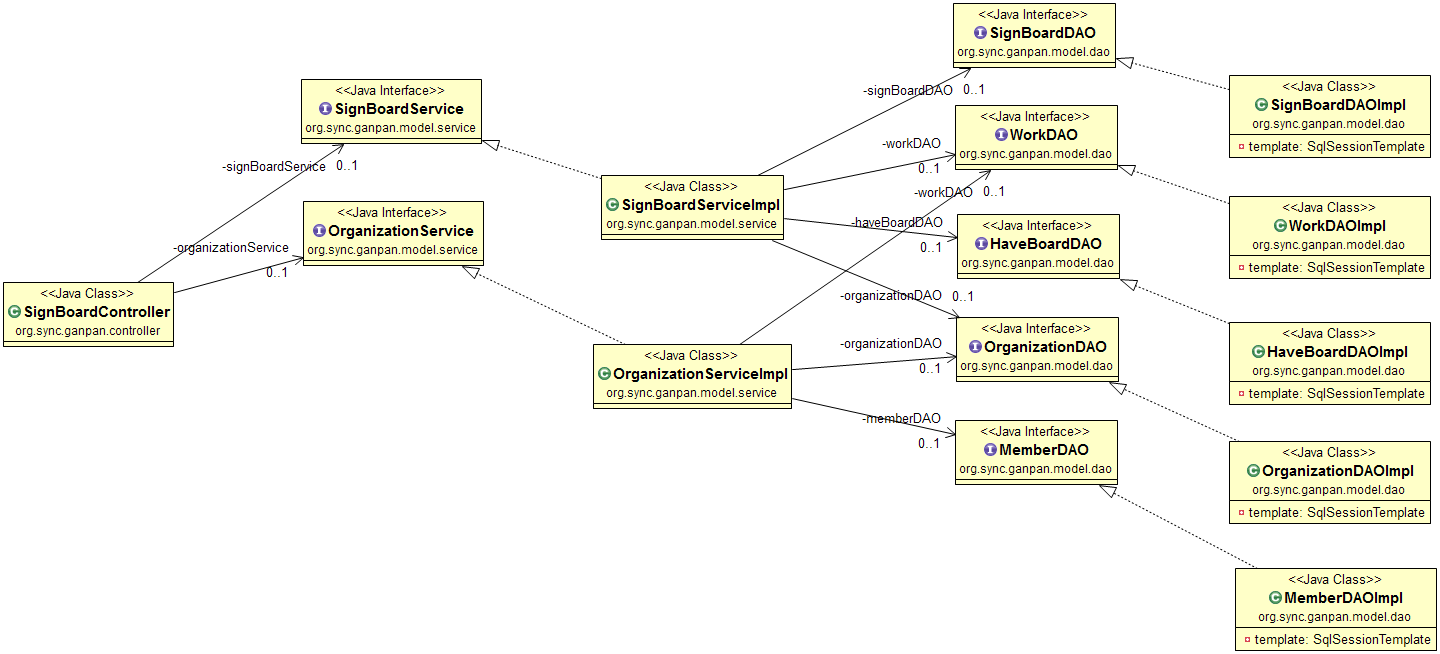 <<Java Interface>>
SignBoardDAO
org.sync.ganpan.model.dao
<<Java Class>>
SignBoardDAOImpl
org.sync.ganpan.model.dao
template: SqlSessionTemplate
<<Java Interface>>
SignBoardService
org.sync.ganpan.model.service
-signBoardDAO 0..1
<<Java Interface>>
WorkDAO
org.sync.ganpan.model.dao
-workDAO
0..1
-signBoardService 0..1
<<Java Class>>
SignBoardServiceImpl
org.sync.ganpan.model.service
-workDAO 0..1
<<Java Class>>
WorkDAOImpl
org.sync.ganpan.model.dao
template: SqlSessionTemplate
<<Java Interface>>
OrganizationService
org.sync.ganpan.model.service
-haveBoardDAO
0..1
<<Java Interface>>
HaveBoardDAO
org.sync.ganpan.model.dao
-organizationService
0..1
<<Java Class>>
SignBoardController
org.sync.ganpan.controller
-organizationDAO 0..1
<<Java Interface>>
OrganizationDAO
org.sync.ganpan.model.dao
<<Java Class>>
HaveBoardDAOImpl
org.sync.ganpan.model.dao
template: SqlSessionTemplate
-organizationDAO
0..1
<<Java Class>>
OrganizationServiceImpl
org.sync.ganpan.model.service
-memberDAO
0..1
<<Java Interface>>
MemberDAO
org.sync.ganpan.model.dao
<<Java Class>>
OrganizationDAOImpl
org.sync.ganpan.model.dao
template: SqlSessionTemplate
<<Java Class>>
MemberDAOImpl
org.sync.ganpan.model.dao
template: SqlSessionTemplate